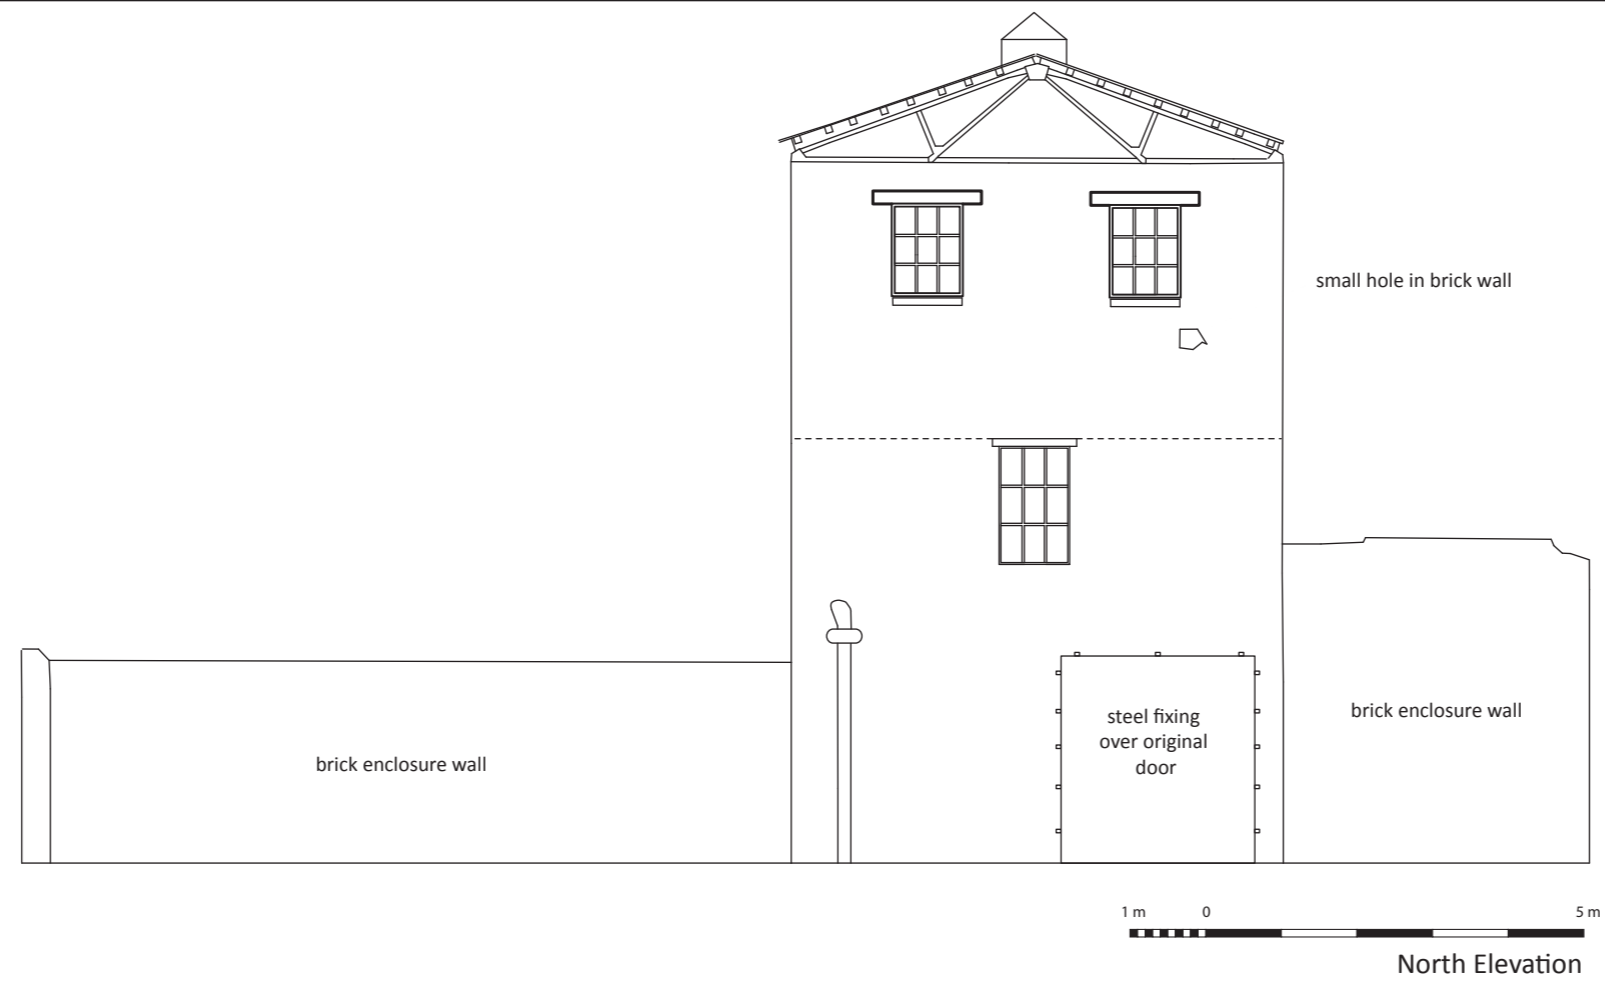 small hole in brick wall
steel fixing
over original
door
brick enclosure wall
brick enclosure wall
1 m 0 5 m
North Elevation